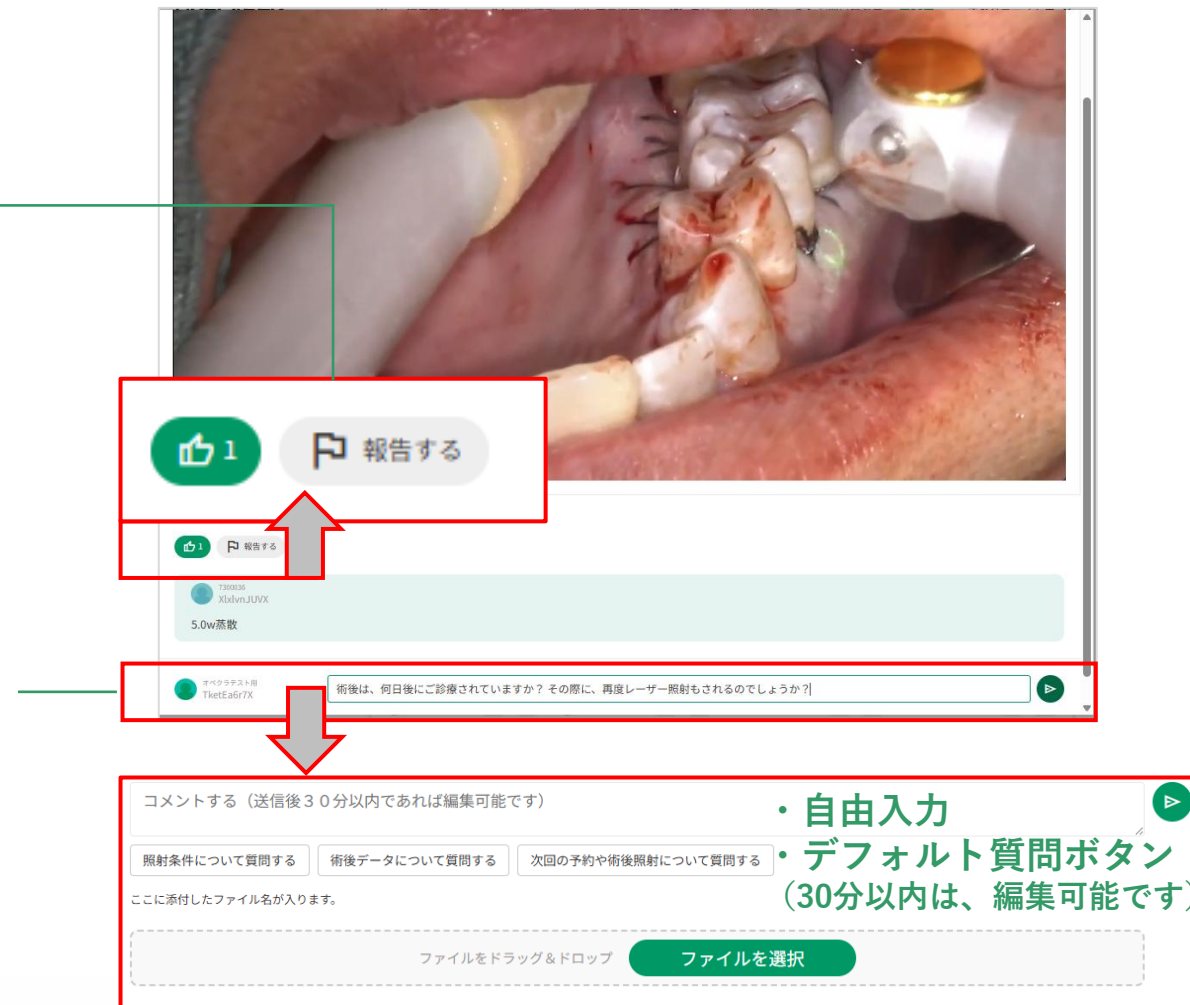 1 報告する
1 報告する
7300036
XlxlvnJUVX
5.0w蒸散
オペクラテスト用
TketEa6r7X
術後は、何日後にご診療されていますか? その際に、再度レーザー照射もされるのでしょうか?
コメントする（送信後３０分以内であれば編集可能です）
・自由入力
・デフォルト質問ボタン
（30分以内は、編集可能です）
照射条件について質問する 術後データについて質問する 次回の予約や術後照射について質問する
ここに添付したファイル名が入ります。
ファイルをドラッグ＆ドロップ ファイルを選択